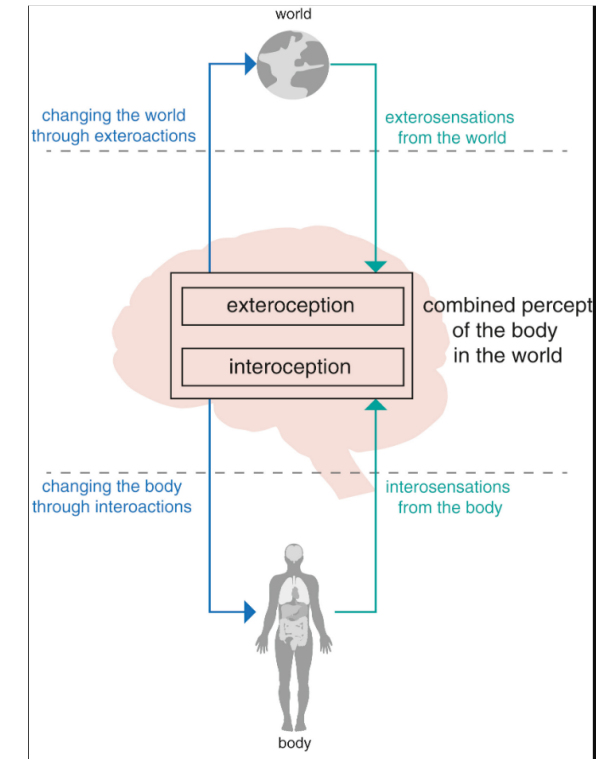 world
changing the world
through exteroactions
exterosensations
from the world
exteroception
interoception
combined percept
of the body
in the world
changing the body
through interoactions
interosensations
from the body
body